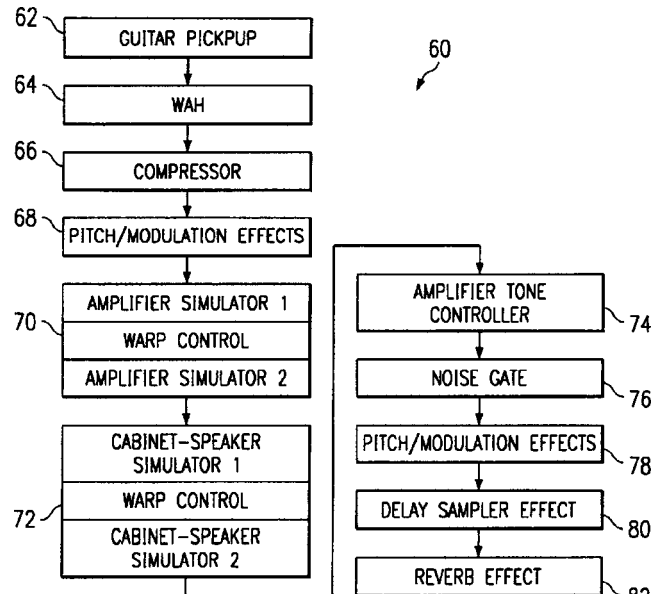 62
GUITAR PICKPUP
64
WAH
66
COMPRESSOR
68
PITCH/MODULATION EFFECTS
70
AMPLIFIER SIMULATOR 1
WARP CONTROL
AMPLIFIER SIMULATOR 2
72
CABINET-SPEAKER
SIMULATOR 1
WARP CONTROL
CABINET-SPEAKER
SIMULATOR 2
60
AMPLIFIER TONE
CONTROLLER
74
NOISE GATE
76
PITCH/MODULATION EFFECTS
78
DELAY SAMPLER EFFECT
80
REVERB EFFECT
82